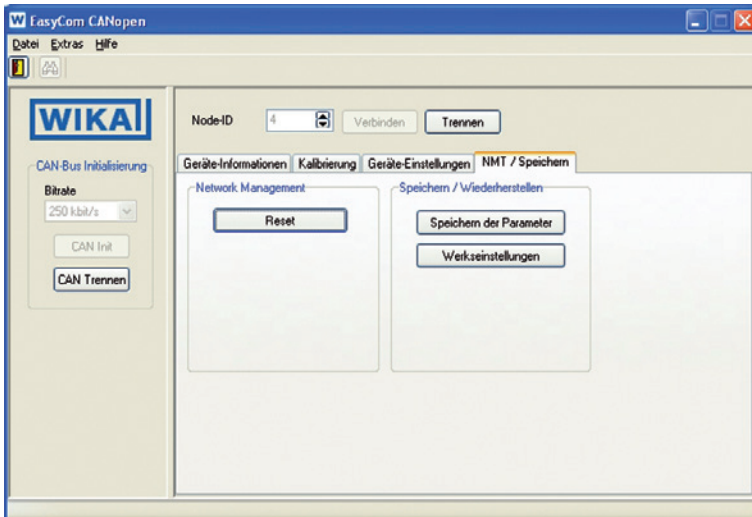 EasyCom CANopen
Datei Extras Hilfe
WIKA
CAN-Bus Initialisierung
Bitrate
250 kbit/s
CAN Init
CAN Trennen
Node-ID 4 Verbinden Trennen
Geräte-Informationen Kalibrierung Geräte-Einstellungen NMT / Speichern
Network Management
Reset
Speichern / Wiederherstellen
Speichern der Parameter
Werkseinstellungen